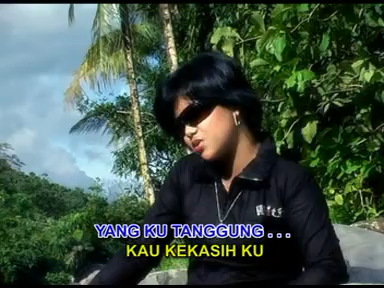 YANG KU TANGGUNG . . .
KAU KEKASIH KU